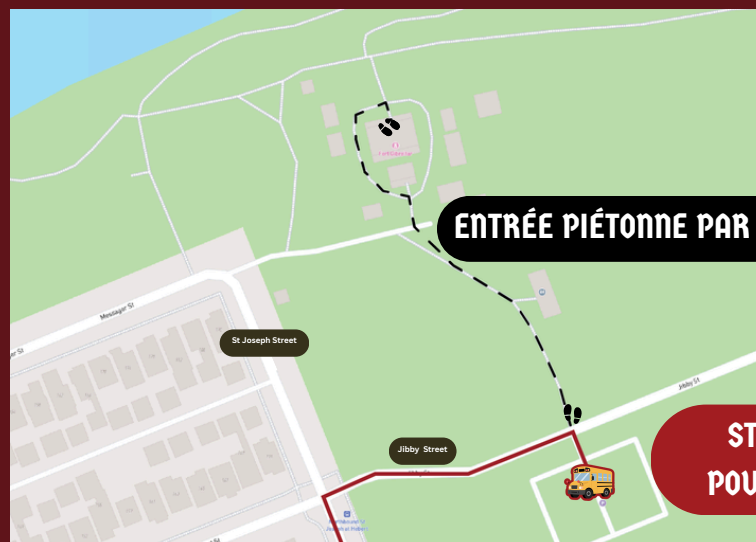 ENTRÉE PIÉTONNE PAR
Messager St
St Joseph Street
Jibby St
ST
POU
Jibby Street